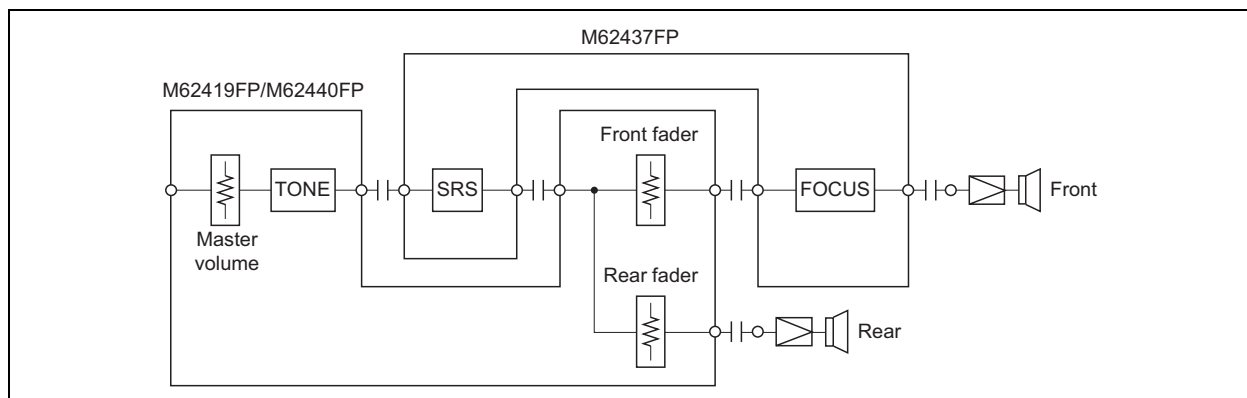 M62437FP
M62419FP/M62440FP
Front fader
TONE
SRS
FOCUS
Front
Master
volume
Rear fader
Rear